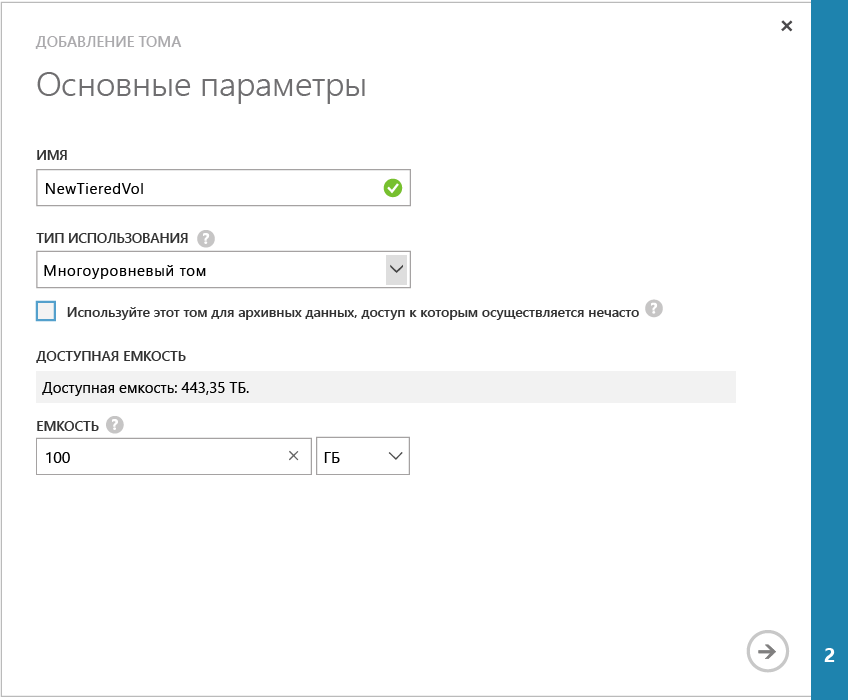 ДОБАВЛЕНИЕ ТОМА
Основные параметры
ИМЯ
NewTieredVol
ТИП ИСПОЛЬЗОВАНИЯ ?
Многоуровневый том
Используйте этот том для архивных данных, доступ к которым осуществляется нечасто ?
ДОСТУПНАЯ ЕМКОСТЬ
Доступная емкость: 443,35 ТБ.
ЕМКОСТЬ ?
100 ГБ
2